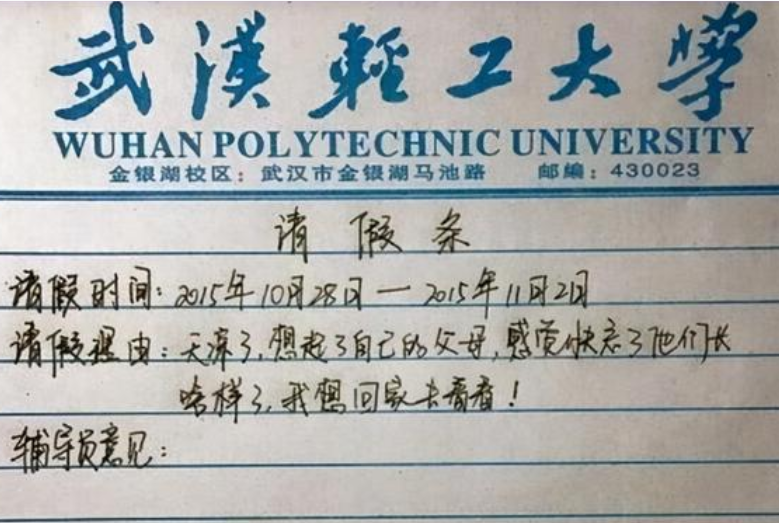 武漢輕工大學
WUHAN POLYTECHNIC UNIVERSITY
金银湖校区：武汉市金银湖马池路 邮编：430023
请假条
请假时间：2015年10月28日—2015年11月2日
请假理由：天凉了，想起了自己的父母，感觉快忘了他们长
啥样了，我想回家去看看！
辅导员意见：